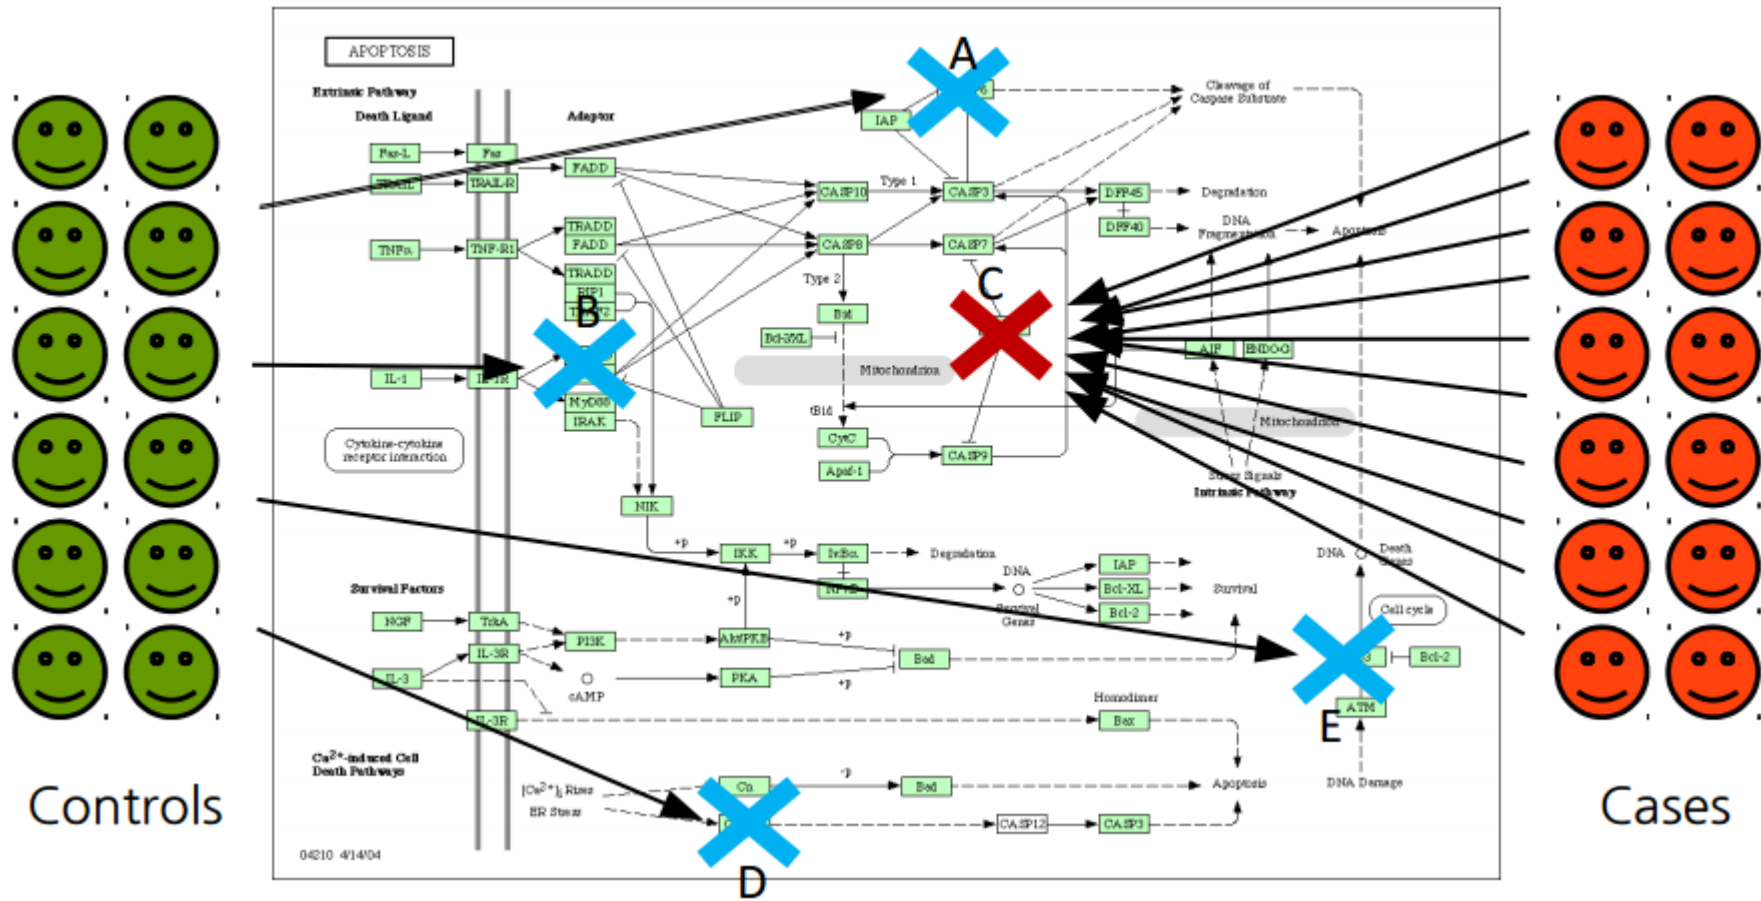 A
APOPTOSIS
Extrinsic Pathway
Death Ligand
Adaptor
Cleavage of
Caspase Substrate
IAP
Fas-L
Fas
FADD
TRAIL
TRAIL-R
CASP10
Type 1
CASP3
DFF45
Degradation
TRADD
FADD
DFF40
DNA
Fragmentation
Apoptosis
TNFα
TNF-R1
CASP8
CASP7
TRADD
RIP1
Type 2
C
B
Bid
Bcl-2/XL
AIF
ENDO-G
Mitochondrion
IL-1
IL-1R
MyD88
IRAK
FLIP
tBid
Mitochondrion
Cytokine-cytokine
receptor interaction
CytC
CASP9
Apaf-1
Stress Signals
Intrinsic Pathway
NIK
+p
IKK
+p
IκBα
Degradation
DNA
Death
Genes
NFκB
DNA
IAP
Bcl-XL
Survival
Bcl-2
Survival
Genes
Survival Factors
+p
Cell cycle
NGF
TrkA
PI3K
Akt/PKB
+p
IL-3R
Bad
Bcl-2
IL-3
cAMP
PKA
+p
Homodimer
ATM
IL-3R
Bax
E
Ca2+-induced Cell
Death Pathways
[Ca2+]i Rises
Cn
-p
Bad
Apoptosis
DNA Damage
ER Stress
CASP12
CASP3
04210 4/14/04
D
Controls
Cases